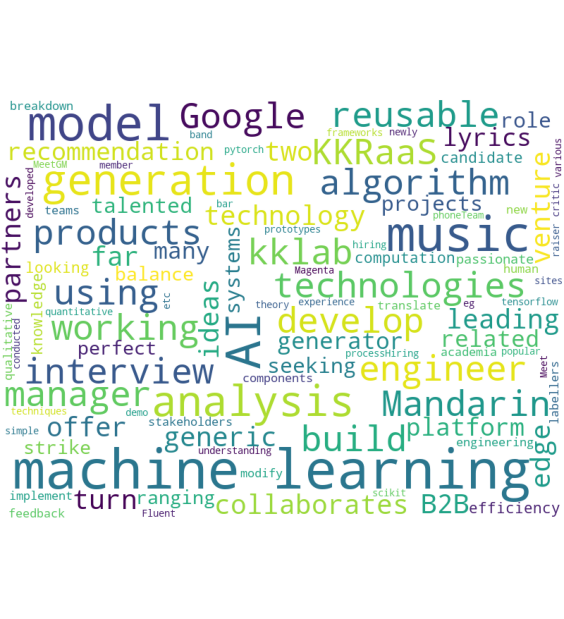 breakdown
model
Google
reusable
role
band
frameworks
newly
lyrics
recommendation
MeetGM
member
pytorch
two
KKRaaS
candidate
generation
algorithm
venture
raiser critic various
partners
developed
teams
talented
bar
technology
projects
phoneTeam
new
products
far
many
systems
kklab
prototypes
hiring
music
computation
passionate
looking
balance
ideas
Magenta
technologies
human
sites
knowledge
using
etc
theory
experience
translate
eg
tensorflow
qualitative
conducted
quantitative
working
AI
develop
leading
perfect
generator
related
processHiring
academia
popular
Meet
labellers
interview
seeking
engineer
components
manager
analysis
Mandarin
techniques
demo
offer
stakeholders
simple
generic
build
platform
strike
understanding
engineering
edge
machine learning
modify
implement
turn
ranging
collaborates
scikit
B2B
efficiency
feedback
Fluent